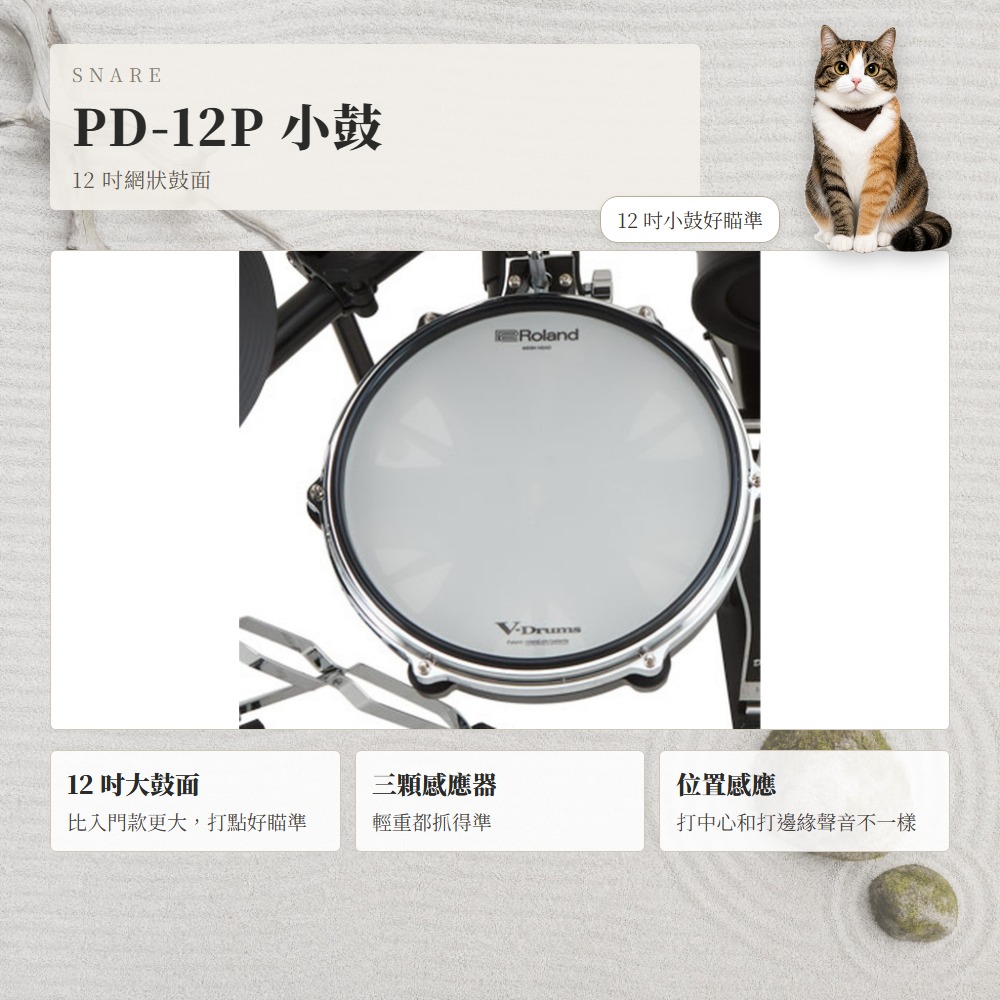 SNARE
PD-12P 小鼓
12 吋網狀鼓面
12 吋小鼓好瞄準
Roland
MESH HEAD
V-Drums
12 吋大鼓面
比入門款更大，打點好瞄準
三顆感應器
輕重都抓得準
位置感應
打中心和打邊緣聲音不一樣